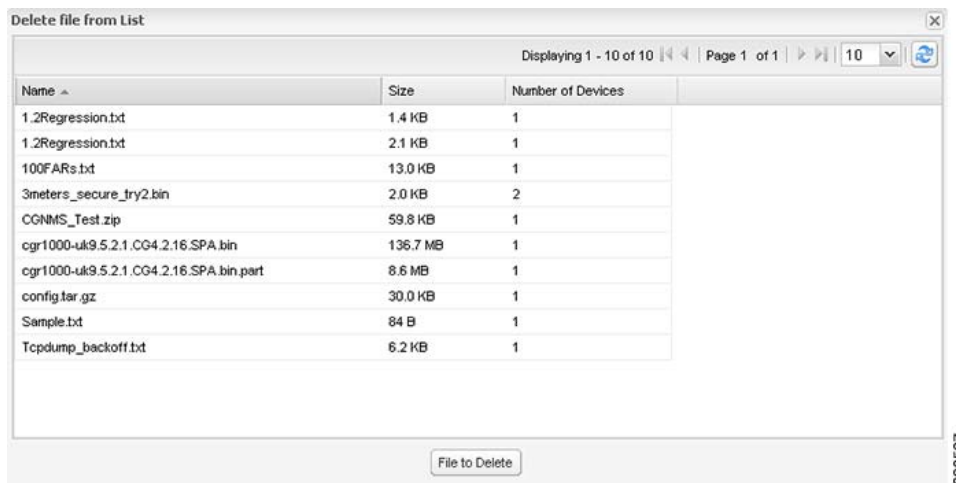 Delete file from List
Displaying 1 - 10 of 10 Page 1 of 1 10
Name Size Number of Devices
1.2Regression.txt 1.4 KB 1
1.2Regression.txt 2.1 KB 1
100FARs.txt 13.0 KB 1
3meters_secure_try2.bin 2.0 KB 2
CGNMS_Test.zip 59.8 KB 1
cgr1000-uk9.5.2.1.CG4.2.16.SPA.bin 136.7 MB 1
cgr1000-uk9.5.2.1.CG4.2.16.SPA.bin.part 8.6 MB 1
config.tar.gz 30.0 KB 1
Sample.txt 84 B 1
Tcpdump_backoff.txt 6.2 KB 1
File to Delete